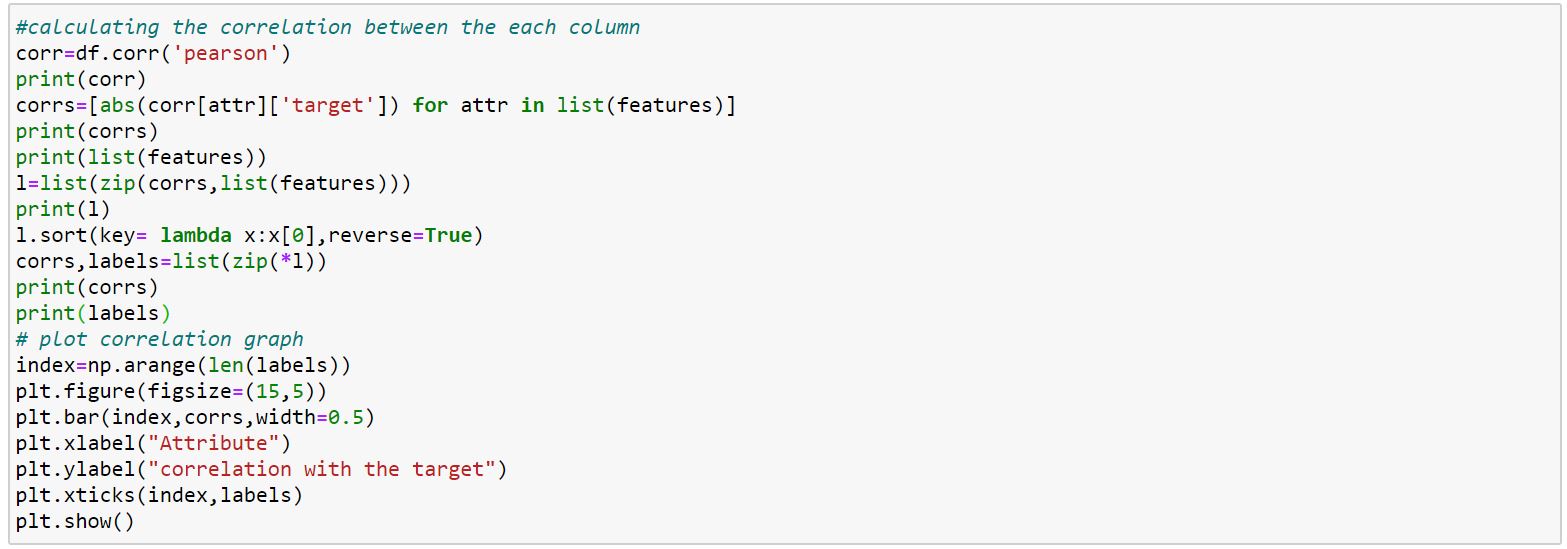 #calculating the correlation between the each column
corr=df.corr('pearson')
print(corr)
corrs=[abs(corr[attr]['target']) for attr in list(features)]
print(corrs)
print(list(features))
l=list(zip(corrs,list(features)))
print(l)
l.sort(key= lambda x:x[0],reverse=True)
corrs,labels=list(zip(*l))
print(corrs)
print(labels)
# plot correlation graph
index=np.arange(len(labels))
plt.figure(figsize=(15,5))
plt.bar(index,corrs,width=0.5)
plt.xlabel("Attribute")
plt.ylabel("correlation with the target")
plt.xticks(index,labels)
plt.show()